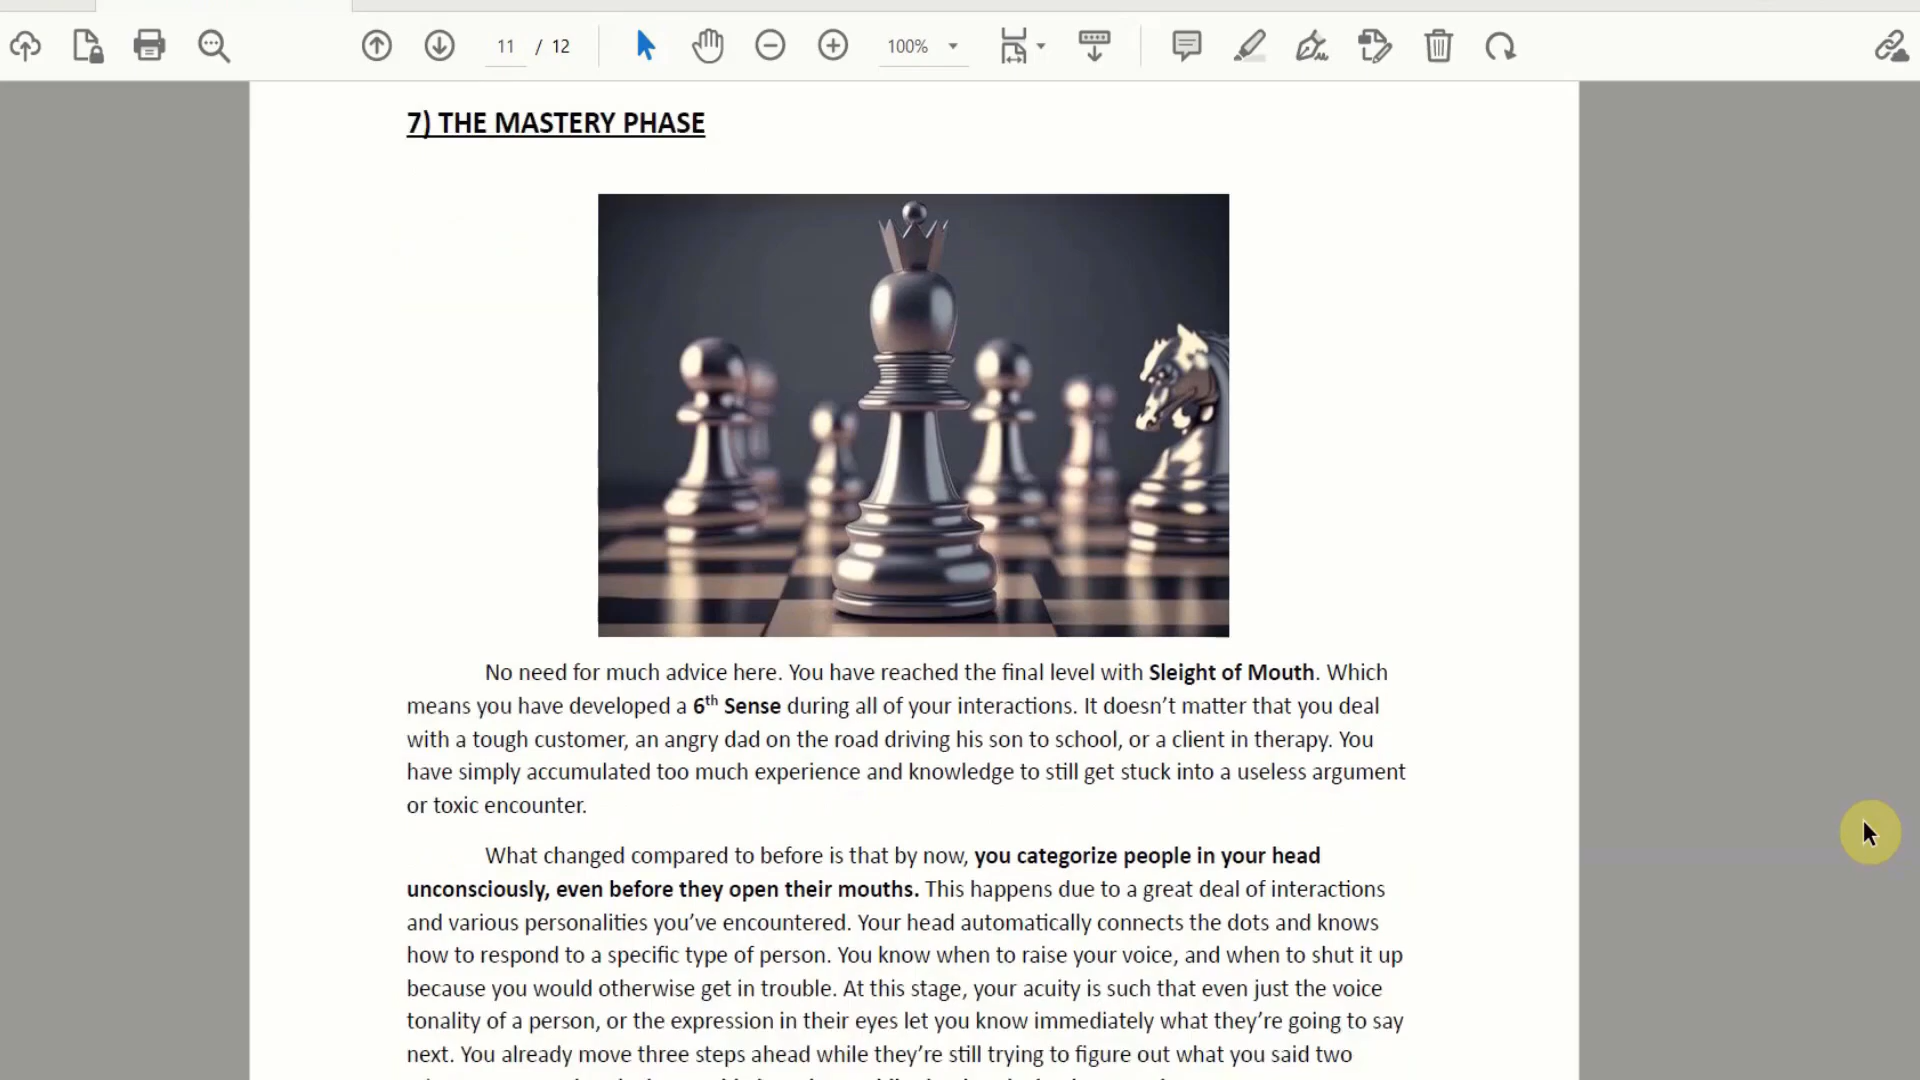 11 / 12
100%
7) THE MASTERY PHASE
No need for much advice here. You have reached the final level with Sleight of Mouth. Which
means you have developed a 6th Sense during all of your interactions. It doesn’t matter that you deal
with a tough customer, an angry dad on the road driving his son to school, or a client in therapy. You
have simply accumulated too much experience and knowledge to still get stuck into a useless argument
or toxic encounter.
What changed compared to before is that by now, you categorize people in your head
unconsciously, even before they open their mouths. This happens due to a great deal of interactions
and various personalities you’ve encountered. Your head automatically connects the dots and knows
how to respond to a specific type of person. You know when to raise your voice, and when to shut it up
because you would otherwise get in trouble. At this stage, your acuity is such that even just the voice
tonality of a person, or the expression in their eyes let you know immediately what they’re going to say
next. You already move three steps ahead while they’re still trying to figure out what you said two